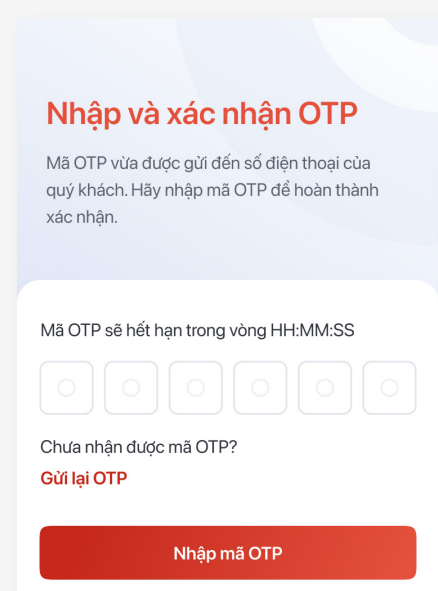 Nhập và xác nhận OTP
Mã OTP vừa được gửi đến số điện thoại của
quý khách. Hãy nhập mã OTP để hoàn thành
xác nhận.
Mã OTP sẽ hết hạn trong vòng HH:MM:SS
Chưa nhận được mã OTP?
Gửi lại OTP
Nhập mã OTP